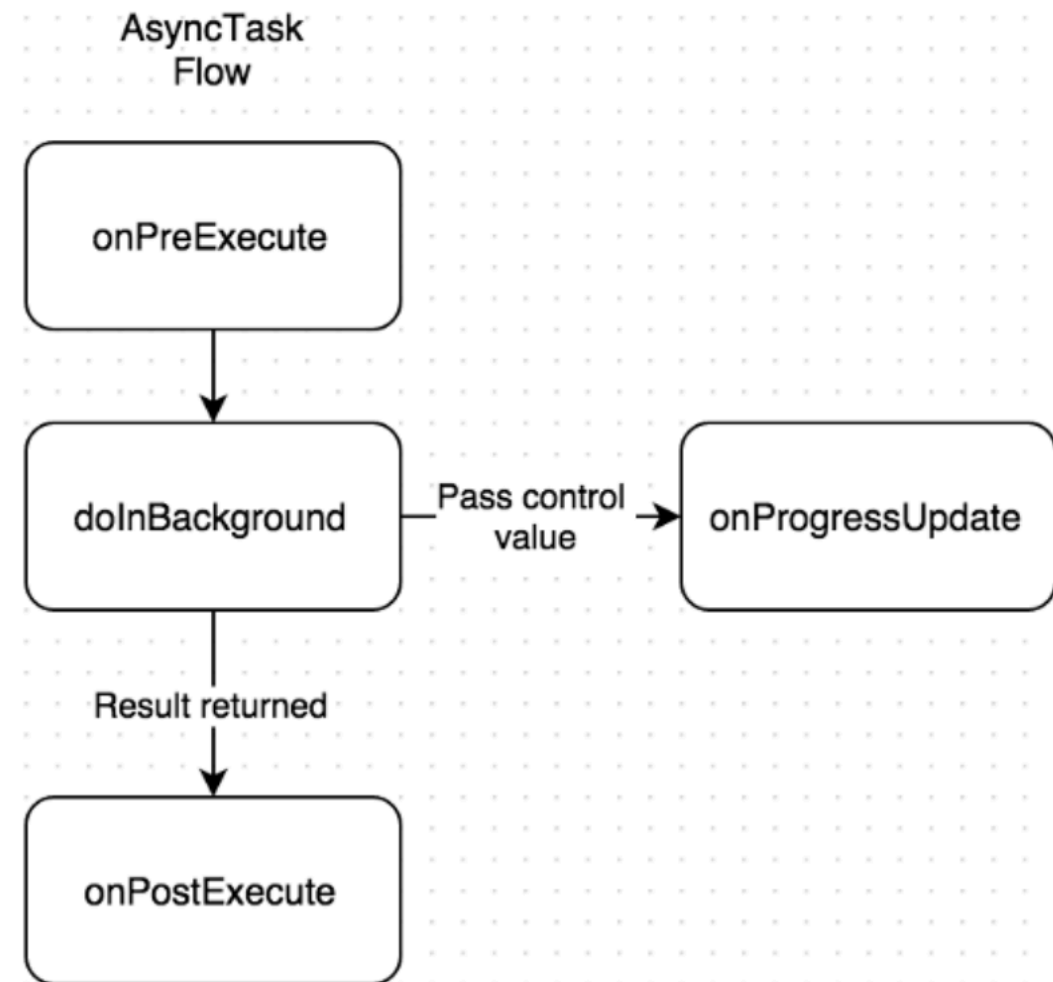 AsyncTask
Flow
onPreExecute
doInBackground
Pass control
value
onProgressUpdate
Result returned
onPostExecute